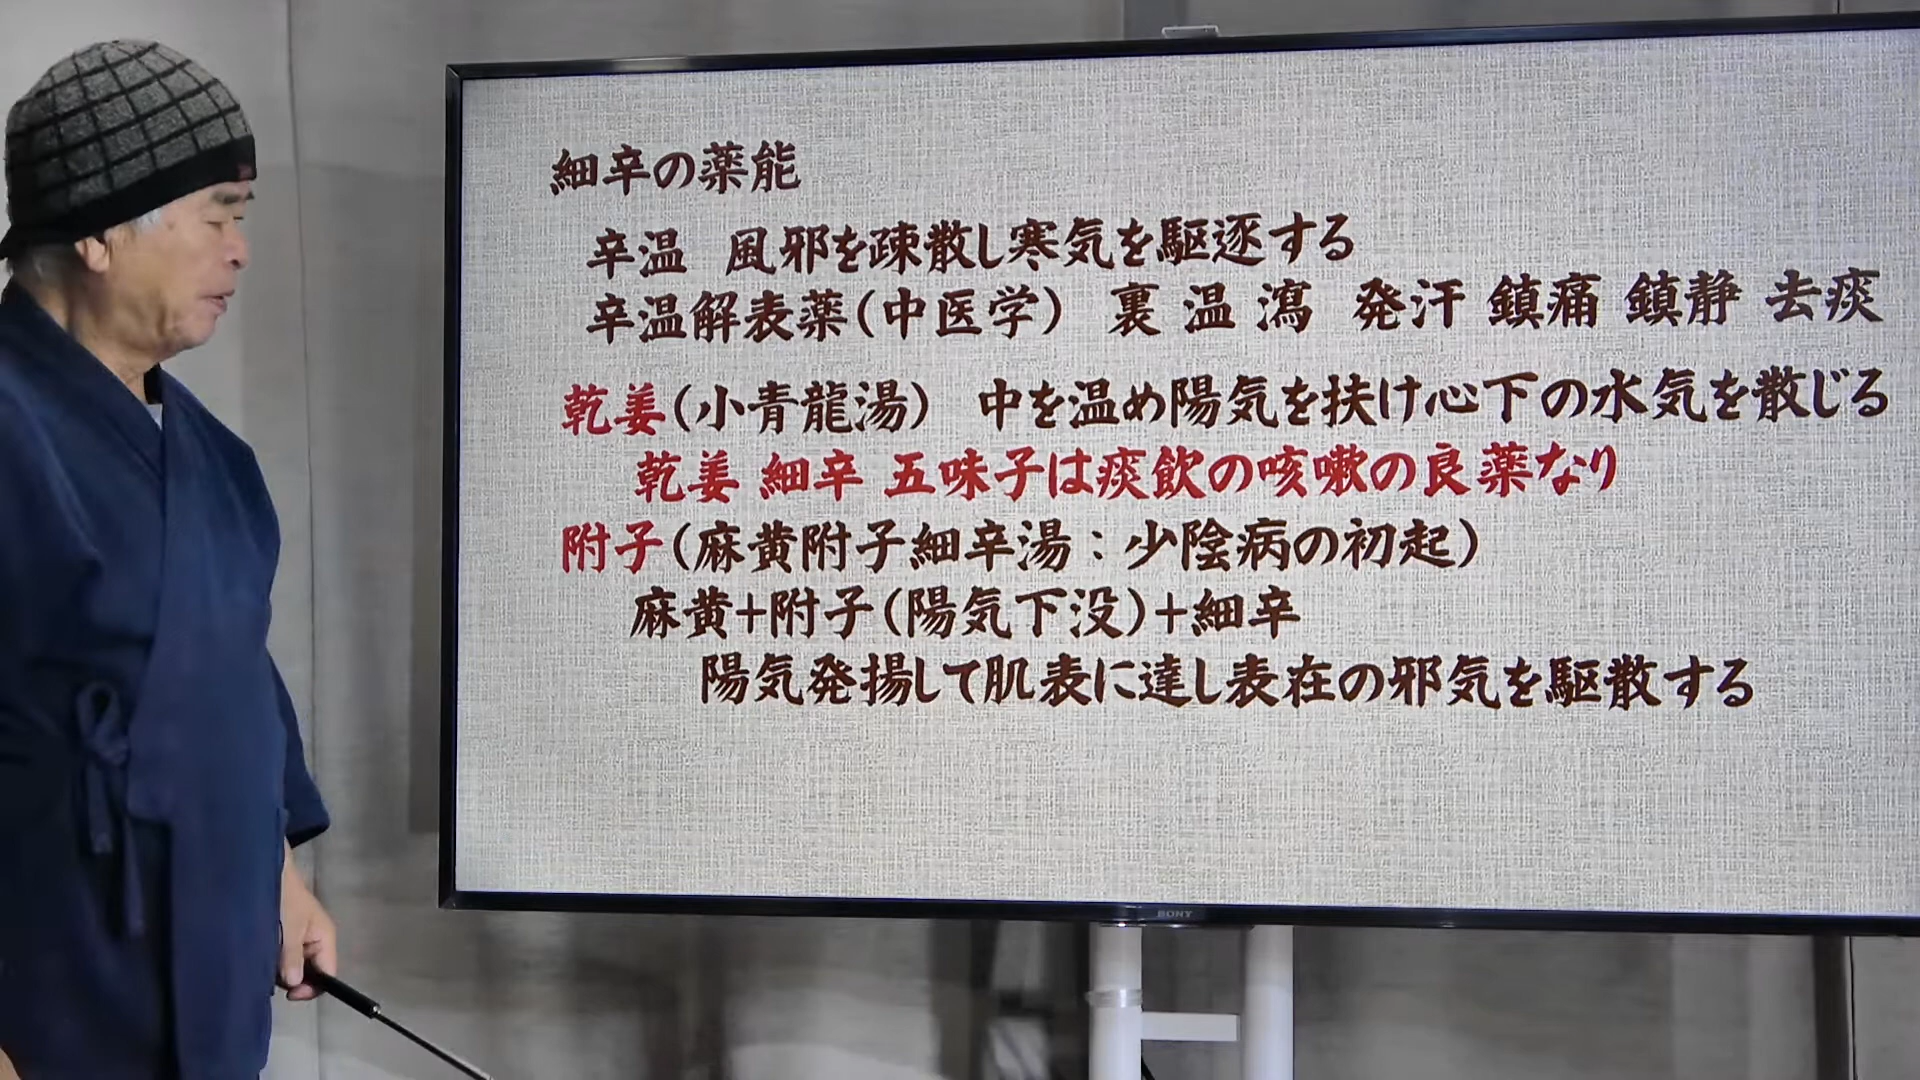 細辛の薬能
辛温 風邪を疎散し寒気を駆逐する
辛温解表薬(中医学) 裏 温 瀉 発汗 鎮痛 鎮静 去痰
乾姜(小青龍湯) 中を温め陽気を扶け心下の水気を散じる
乾姜 細辛 五味子は痰飲の咳嗽の良薬なり
附子(麻黄附子細辛湯:少陰病の初起)
麻黄+附子(陽気下没)+細辛
陽気発揚して肌表に達し表在の邪気を駆散する
SONY